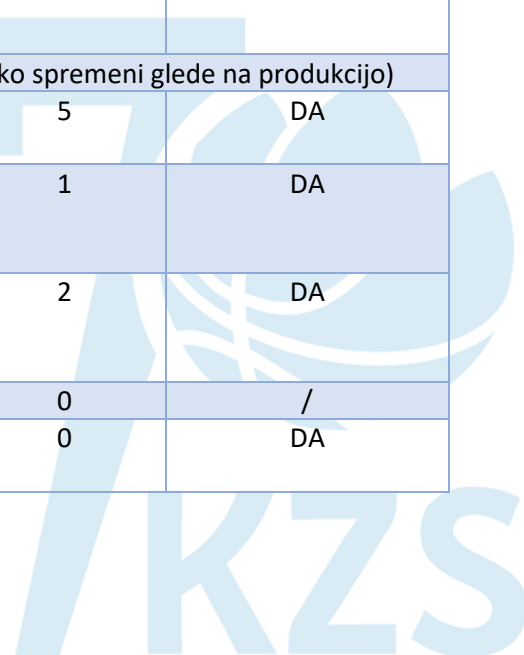 ko spremeni glede na produkcijo)
5 DA
1 DA
2 DA
0 /
0 DA
KZS